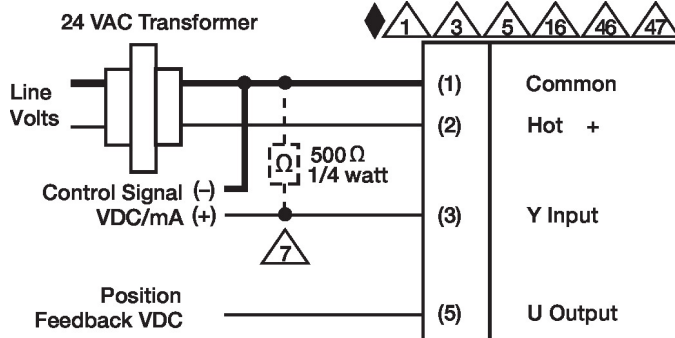 24 VAC Transformer
1 3 5 16 46 47
Line
Volts
(1) Common
(2) Hot +
Ω 500 Ω
1/4 watt
Control Signal (–)
VDC/mA (+)
(3) Y Input
7
Position
Feedback VDC
(5) U Output